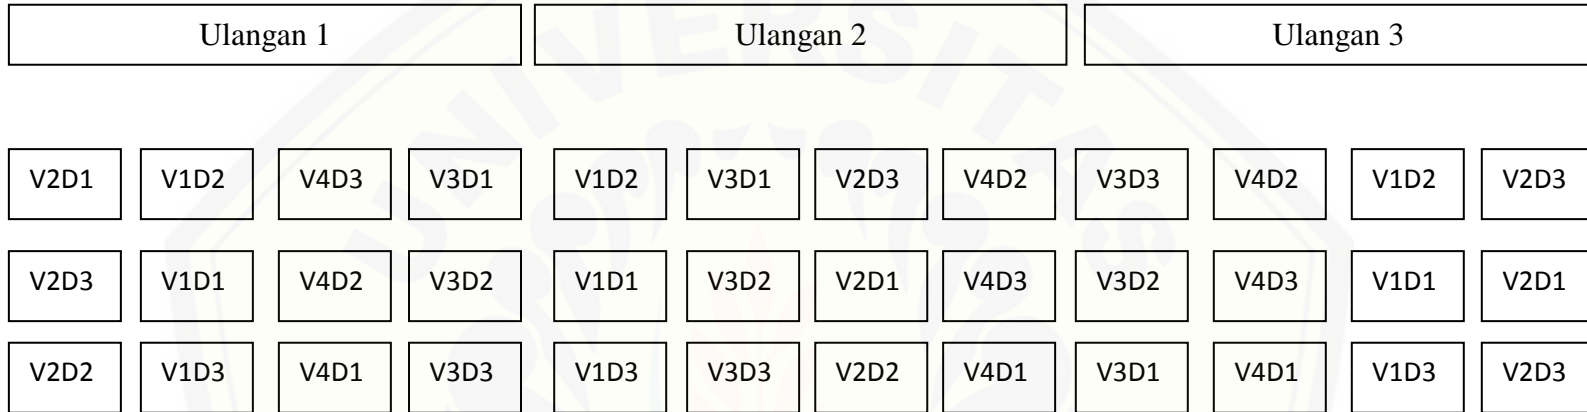 Ulangan 1 Ulangan 2 Ulangan 3
UNIVERSITAS
V2D1 V1D2 V4D3 V3D1 V1D2 V3D1 V2D3 V4D2 V3D3 V4D2 V1D2 V2D3
V2D3 V1D1 V4D2 V3D2 V1D1 V3D2 V2D1 V4D3 V3D2 V4D3 V1D1 V2D1
V2D2 V1D3 V4D1 V3D3 V1D3 V3D3 V2D2 V4D1 V3D1 V4D1 V1D3 V2D3